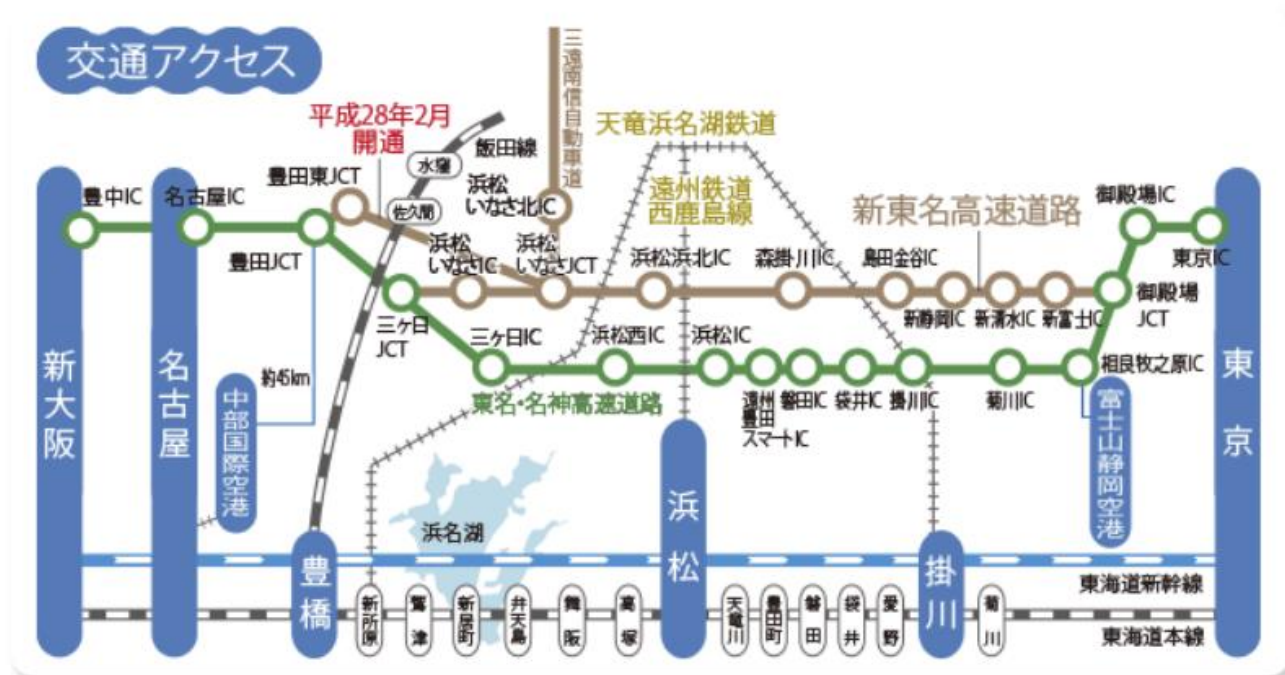 交通アクセス
三遠南信自動車道
平成28年2月
開通
飯田線
水窪
佐久間
天竜浜名湖鉄道
遠州鉄道
西鹿島線
新東名高速道路
豊中IC
名古屋IC
豊田東JCT
豊田JCT
浜松
いなさ北IC
浜松
いなさIC
浜松
いなさJCT
浜松浜北IC
森掛川IC
島田金谷IC
新静岡IC
新清水IC
新富士IC
御殿場IC
東京IC
御殿場
JCT
三ヶ日
JCT
三ヶ日IC
浜松西IC
浜松IC
遠州
豊田
スマートIC
磐田IC
袋井IC
掛川IC
菊川IC
相良牧之原IC
東名・名神高速道路
約45km
新大阪
名古屋
中部国際空港
豊橋
浜名湖
浜松
掛川
富士山静岡空港
東京
東海道新幹線
東海道本線
新所原
鷲津
新居町
弁天島
舞阪
高塚
天竜川
豊田町
磐田
袋井
愛野
菊川